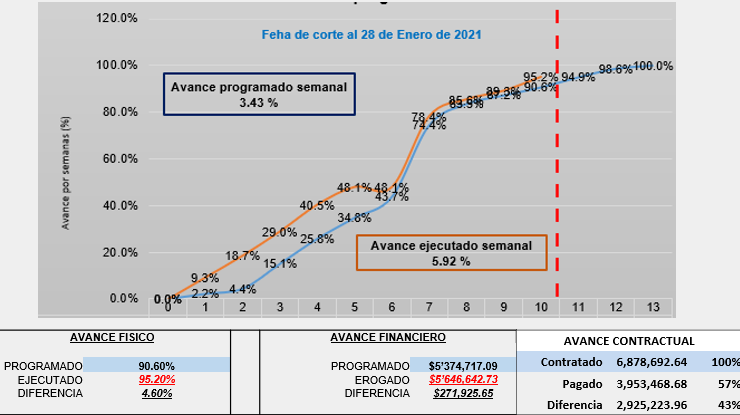 120.0%
Feha de corte al 28 de Enero de 2021
100.0%
Avance programado semanal
3.43 %
80.0%
60.0%
40.0%
20.0%
0.0%
Avance por semanas (%)
0.0% 9.3% 18.7% 29.0% 40.5% 48.1% 48.1% 78.4% 85.6% 89.3% 95.2%
2.2% 4.4% 15.1% 25.8% 34.8% 43.7% 74.4% 87.2% 90.6% 94.9% 98.6% 100.0%
Avance ejecutado semanal
5.92 %
0 1 2 3 4 5 6 7 8 9 10 11 12 13
AVANCE FISICO
PROGRAMADO 90.60%
EJECUTADO 95.20%
DIFERENCIA 4.60%
AVANCE FINANCIERO
PROGRAMADO $5'374,717.09
EROGADO $5'646,642.73
DIFERENCIA $271,925.65
AVANCE CONTRACTUAL
Contratado 6,878,692.64 100%
Pagado 3,953,468.68 57%
Diferencia 2,925,223.96 43%